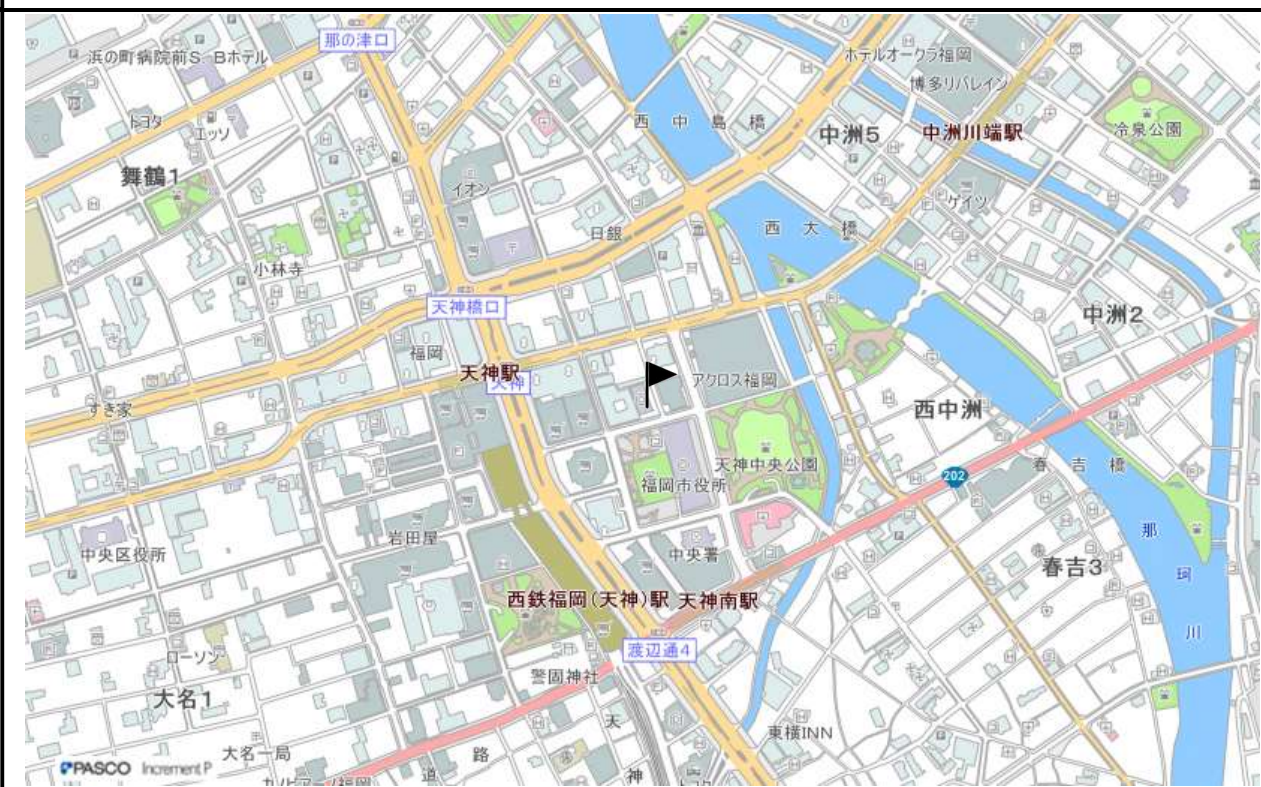 那の津口
浜の町病院前S.Bホテル
ホテルオークラ福岡
博多リバレイン
トヨタ
エッソ
西中島橋
中洲5
中洲川端駅
冷泉公園
舞鶴1
イオン
ゲイツ
日銀
西大橋
小林寺
天神橋口
中洲2
福岡
天神駅
天神
アクロス福岡
すき家
西中洲
天神中央公園
春吉橋
202
福岡市役所
那珂川
岩田屋
中央区役所
中央署
春吉3
西鉄福岡(天神)駅
天神南駅
渡辺通4
ローソン
警固神社
大名1
天神
東横INN
大名一局
路
道
PASCO Increment P